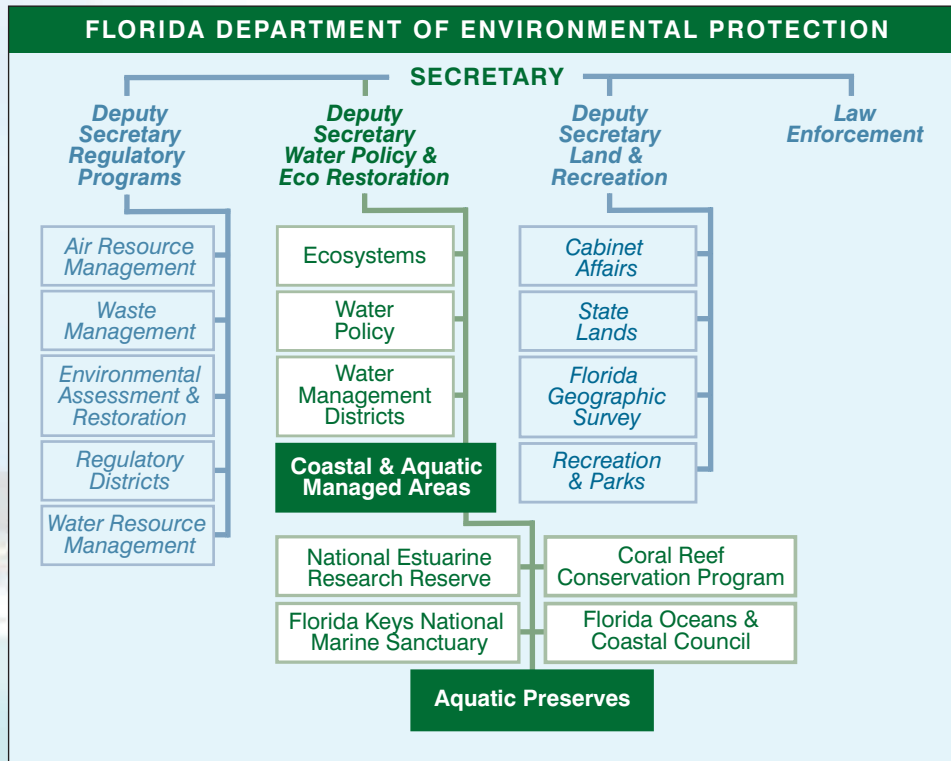 FLORIDA DEPARTMENT OF ENVIRONMENTAL PROTECTION
SECRETARY
Deputy
Secretary
Regulatory
Programs
Deputy
Secretary
Water Policy &
Eco Restoration
Deputy
Secretary
Land &
Recreation
Law
Enforcement
Air Resource
Management
Waste
Management
Environmental
Assessment &
Restoration
Regulatory
Districts
Water Resource
Management
Ecosystems
Water
Policy
Water
Management
Districts
Coastal & Aquatic
Managed Areas
Cabinet
Affairs
State
Lands
Florida
Geographic
Survey
Recreation
& Parks
National Estuarine
Research Reserve
Coral Reef
Conservation Program
Florida Keys National
Marine Sanctuary
Florida Oceans &
Coastal Council
Aquatic Preserves